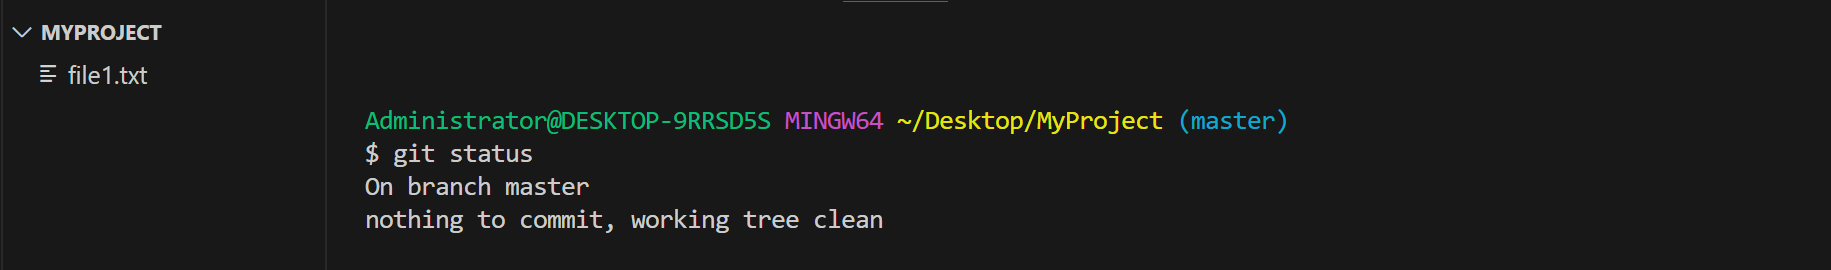 MYPROJECT
file1.txt
Administrator@DESKTOP-9RRSD5S MINGW64 ~/Desktop/MyProject (master)
$ git status
On branch master
nothing to commit, working tree clean